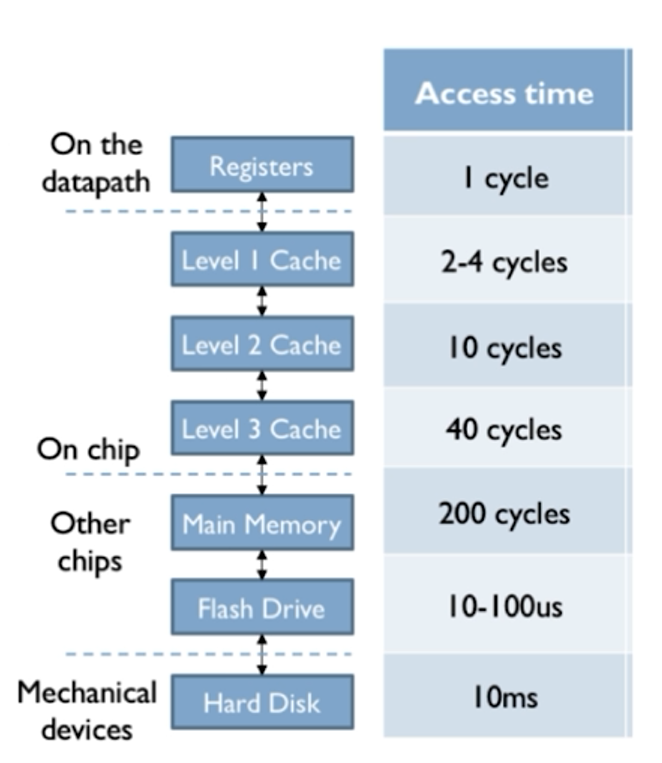 Access time
On the
datapath
Registers
1 cycle
Level 1 Cache
2-4 cycles
Level 2 Cache
10 cycles
Level 3 Cache
40 cycles
On chip
Other
chips
Main Memory
200 cycles
Flash Drive
10-100us
Mechanical
devices
Hard Disk
10ms